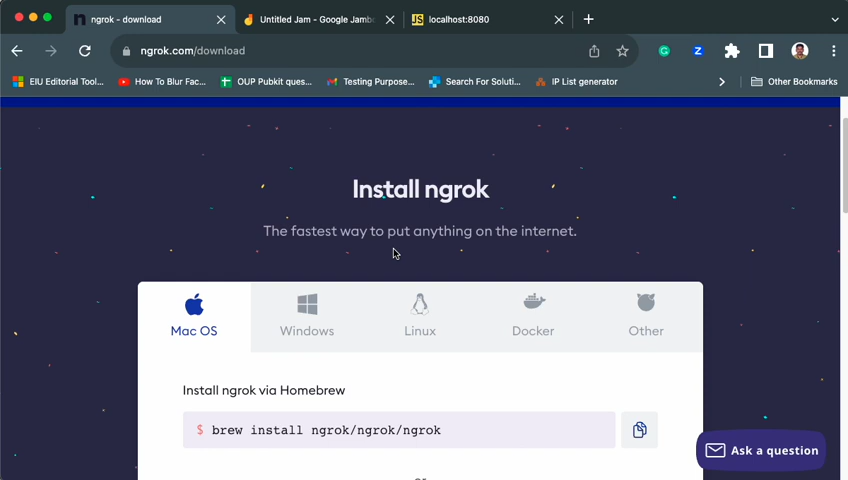 ngrok - download
Untitled Jam - Google Jambo
JS localhost:8080
ngrok.com/download
EIU Editorial Tool...
How To Blur Fac...
OUP Pubkit ques...
Testing Purpose...
Search For Soluti...
IP List generator
Other Bookmarks
Install ngrok
The fastest way to put anything on the internet.
Mac OS
Windows
Linux
Docker
Other
Install ngrok via Homebrew
$ brew install ngrok/ngrok/ngrok
Ask a question
or